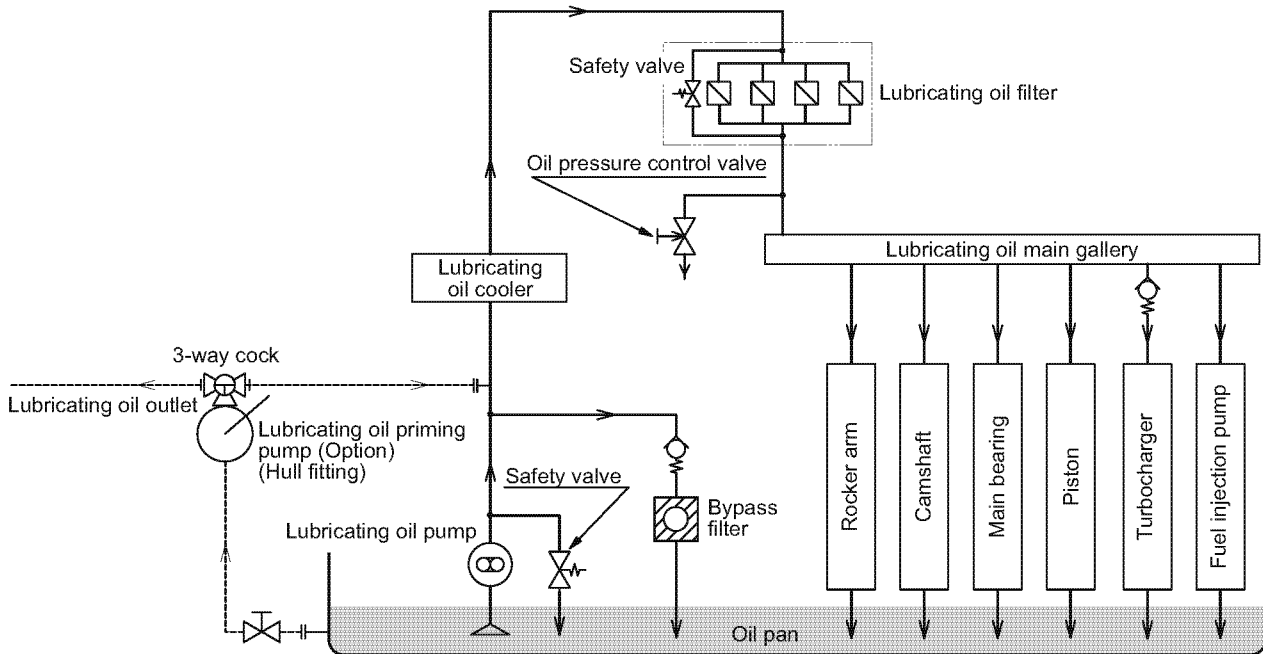 Safety valve
Lubricating oil filter
Oil pressure control valve
Lubricating oil main gallery
Lubricating
oil cooler
3-way cock
Lubricating oil outlet
Lubricating oil priming
pump (Option)
(Hull fitting)
Safety valve
Lubricating oil pump
Bypass
filter
Rocker arm
Camshaft
Main bearing
Piston
Turbocharger
Fuel injection pump
Oil pan